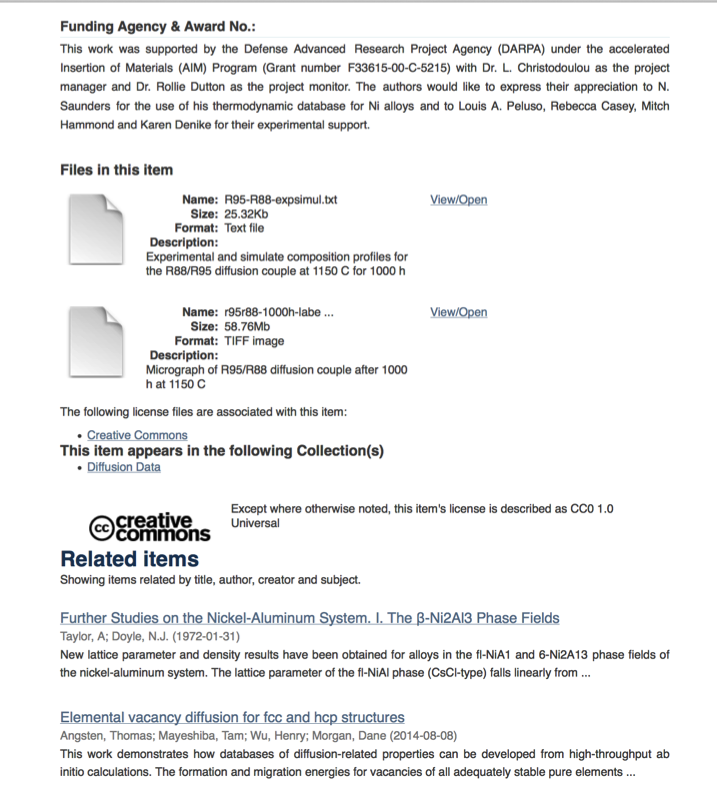 Funding Agency & Award No.:
This work was supported by the Defense Advanced Research Project Agency (DARPA) under the accelerated
Insertion of Materials (AIM) Program (Grant number F33615-00-C-5215) with Dr. L. Christodoulou as the project
manager and Dr. Rollie Dutton as the project monitor. The authors would like to express their appreciation to N.
Saunders for the use of his thermodynamic database for Ni alloys and to Louis A. Peluso, Rebecca Casey, Mitch
Hammond and Karen Denike for their experimental support.
Files in this item
Name: R95-R88-expsimul.txt
View/Open
Size: 25.32Kb
Format: Text file
Description:
Experimental and simulate composition profiles for
the R88/R95 diffusion couple at 1150 C for 1000 h
Name: r95r88-1000h-labe ...
View/Open
Size: 58.76Mb
Format: TIFF image
Description:
Micrograph of R95/R88 diffusion couple after 1000
h at 1150 C
The following license files are associated with this item:
• Creative Commons
This item appears in the following Collection(s)
• Diffusion Data
cc creative
commons
Except where otherwise noted, this item's license is described as CC0 1.0
Universal
Related items
Showing items related by title, author, creator and subject.
Further Studies on the Nickel-Aluminum System. I. The β-Ni2Al3 Phase Fields
Taylor, A; Doyle, N.J. (1972-01-31)
New lattice parameter and density results have been obtained for alloys in the fl-NiA1 and 6-Ni2A13 phase fields of
the nickel-aluminum system. The lattice parameter of the fl-NiAl phase (CsCl-type) falls linearly from ...
Elemental vacancy diffusion for fcc and hcp structures
Angsten, Thomas; Mayeshiba, Tam; Wu, Henry; Morgan, Dane (2014-08-08)
This work demonstrates how databases of diffusion-related properties can be developed from high-throughput ab
initio calculations. The formation and migration energies for vacancies of all adequately stable pure elements ...